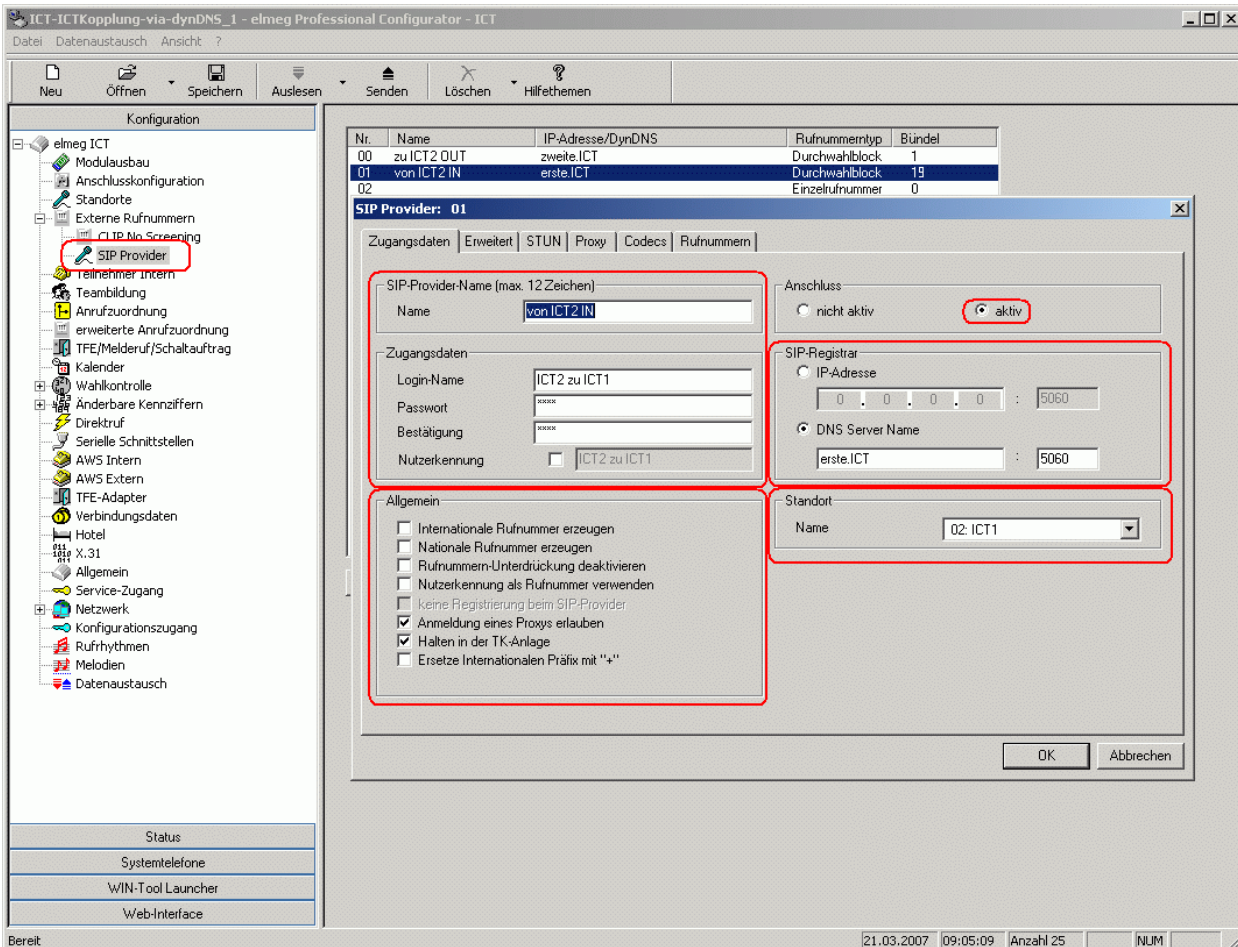 ICT-ICTKopplung-via-dynDNS_1 - elmeg Professional Configurator - ICT
Datei Datenaustausch Ansicht ?
Neu Öffnen Speichern Auslesen Senden Löschen Hilfethemen
Konfiguration
elmeg ICT
Modulausbau
Anschlusskonfiguration
Standorte
Externe Rufnummern
CLIP No Screening
SIP Provider
Teilnehmer Intern
Teambildung
Anrufzuordnung
erweiterte Anrufzuordnung
TFE/Melderuf/Schaltauftrag
Kalender
Wahlkontrolle
Änderbare Kennziffern
Direktruf
Serielle Schnittstellen
AWS Intern
AWS Extern
TFE-Adapter
Verbindungsdaten
Hotel
X.31
Allgemein
Service-Zugang
Netzwerk
Konfigurationszugang
Rufrhythmen
Melodien
Datenaustausch
Status
Systemtelefone
WIN-Tool Launcher
Web-Interface
Nr. Name IP-Adresse/DynDNS Rufnummerntyp Bündel
00 zu ICT2 OUT zweite.ICT Durchwahlblock 1
01 von ICT2 IN erste.ICT Durchwahlblock 19
02 Einzelrufnummer 0
SIP Provider: 01
Zugangsdaten Erweitert STUN Proxy Codecs Rufnummern
SIP-Provider-Name (max. 12 Zeichen)
Name von ICT2 IN
Zugangsdaten
Login-Name ICT2 zu ICT1
Passwort xxxx
Bestätigung xxxx
Nutzerkennung ICT2 zu ICT1
Allgemein
Internationale Rufnummer erzeugen
Nationale Rufnummer erzeugen
Rufnummern-Unterdrückung deaktivieren
Nutzerkennung als Rufnummer verwenden
keine Registrierung beim SIP-Provider
Anmeldung eines Proxys erlauben
Halten in der TK-Anlage
Ersetze Internationalen Präfix mit "+"
Anschluss
nicht aktiv aktiv
SIP-Registrar
IP-Adresse
0 . 0 . 0 . 0 : 5060
DNS Server Name
erste.ICT : 5060
Standort
Name 02: ICT1
OK Abbrechen
Bereit 21.03.2007 09:05:09 Anzahl 25 NUM